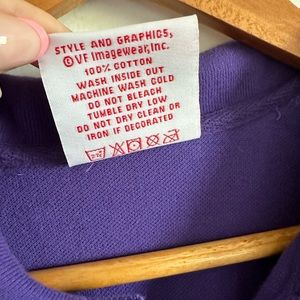 STYLE AND GRAPHICS,
© VF Imagewear, Inc.
100% COTTON
WASH INSIDE OUT
MACHINE WASH COLD
DO NOT BLEACH
TUMBLE DRY LOW
DO NOT DRY CLEAN OR
IRON IF DECORATED